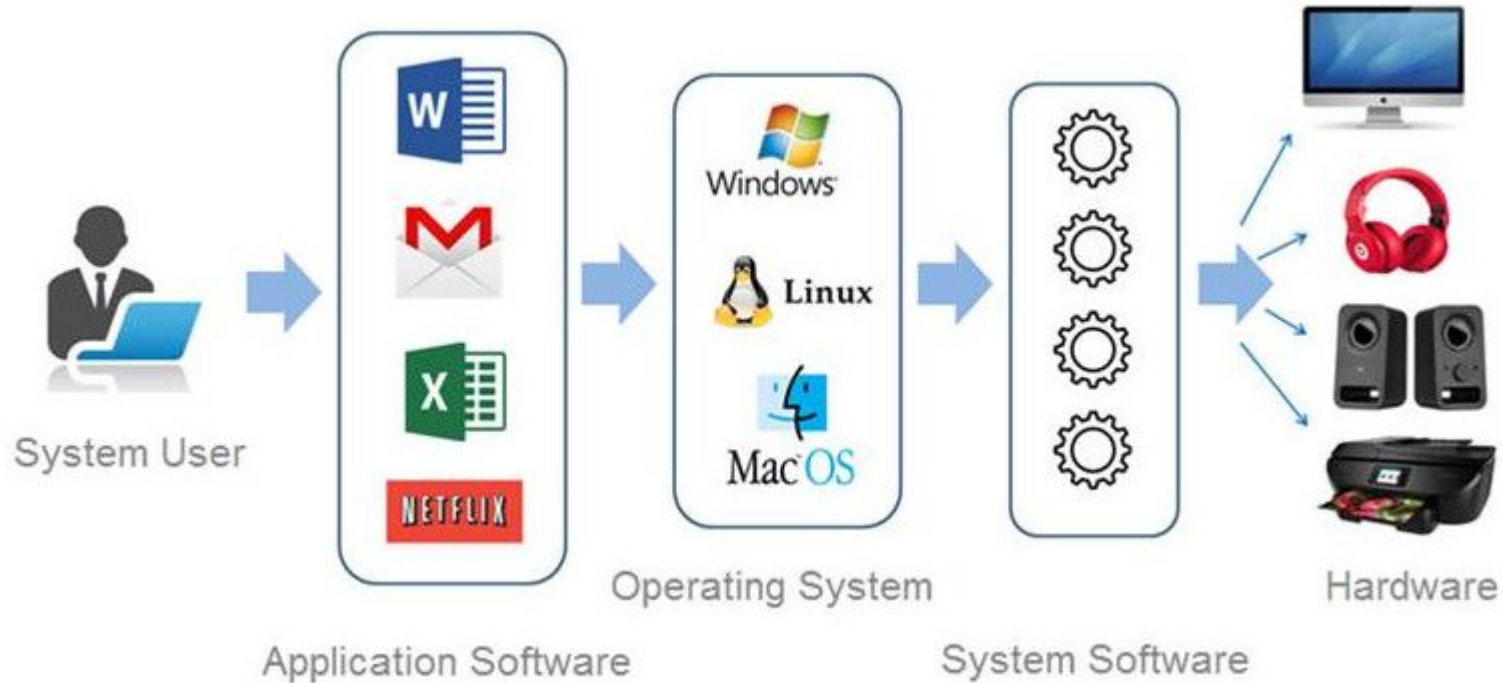 W
X
NETFLIX
Windows
Linux
Mac OS
System User
Operating System
Hardware
Application Software
System Software